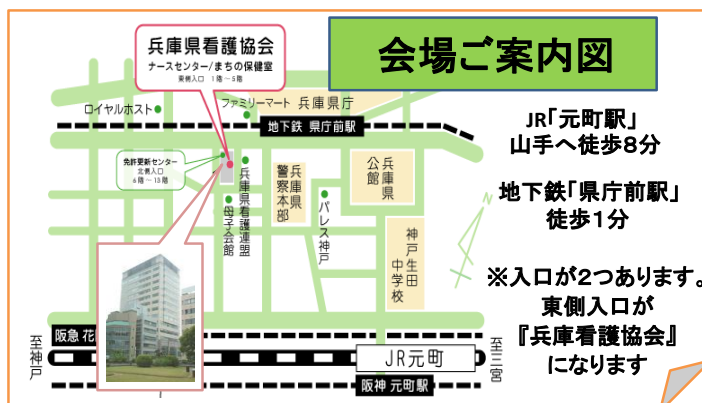 会場ご案内図
兵庫県看護協会
ナースセンター/まちの保健室
東側入口 1階～5階
ロイヤルホスト
ファミリーマート
兵庫県庁
地下鉄 県庁前駅
免許更新センター
北側入口
6階～15階
兵庫県看護連盟
母子会館
兵庫県
警察本部
パレス神戸
兵庫県
公館
神戸生田
中学校
阪急 花
至神戸
JR元町
至三宮
阪神 元町駅
JR「元町駅」
山手へ徒歩8分
地下鉄「県庁前駅」
徒歩1分
※入口が2つあります。
東側入口が
『兵庫看護協会』
になります